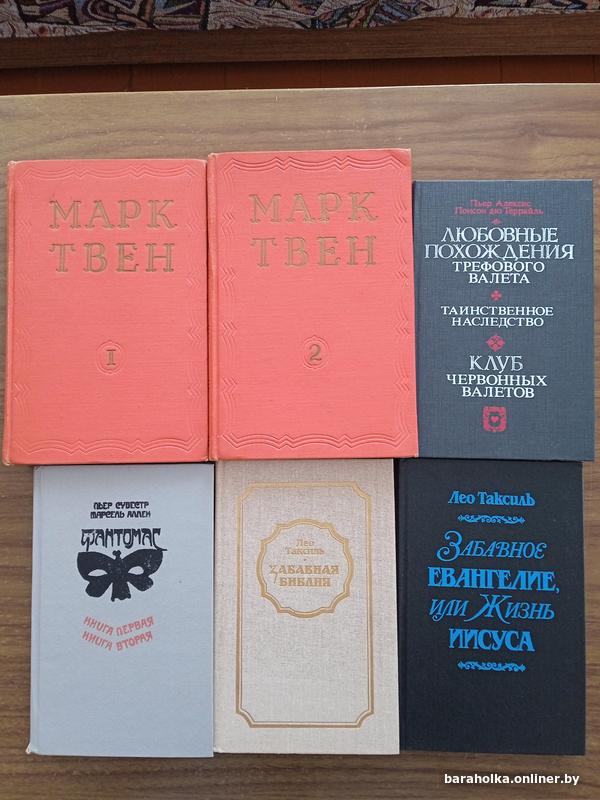 МАРК
ТВЕН
1
МАРК
ТВЕН
2
Пьер Алексис
Понсон дю Террайль
ЛЮБОВНЫЕ
ПОХОЖДЕНИЯ
ТРЕФОВОГО
ВАЛЕТА
ТАИНСТВЕННОЕ
НАСЛЕДСТВО
КЛУБ
ЧЕРВОННЫХ
ВАЛЕТОВ
ПЬЕР СУВЕСТР
МАРСЕЛЬ АЛЛЕН
ФАНТОМАС
КНИГА ПЕРВАЯ
КНИГА ВТОРАЯ
Лео
Таксиль
ЗАБАВНАЯ
БИБЛИЯ
Лео Таксиль
ЗАБАВНОЕ
ЕВАНГЕЛИЕ,
ИЛИ ЖИЗНЬ
ИИСУСА
baraholka.onliner.by